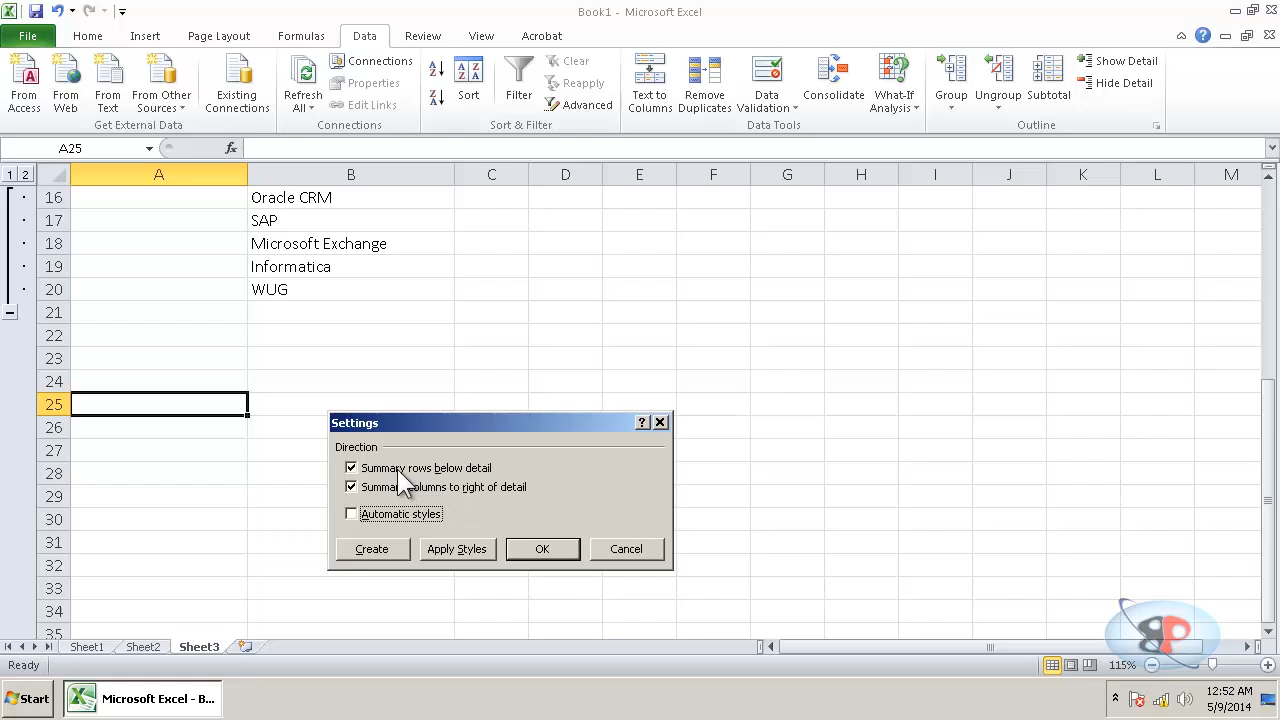 Book1 - Microsoft Excel
File Home Insert Page Layout Formulas Data Review View Acrobat
From Access
From Web
From Text
From Other Sources
Existing Connections
Get External Data
Refresh All
Connections
Properties
Edit Links
Connections
Sort
Filter
Clear
Reapply
Advanced
Sort & Filter
Text to Columns
Remove Duplicates
Data Validation
Consolidate
What-If Analysis
Data Tools
Group
Ungroup
Subtotal
Show Detail
Hide Detail
Outline
A25 fx
1 2
A B C D E F G H I J K L M
16 Oracle CRM
17 SAP
18 Microsoft Exchange
19 Informatica
20 WUG
21
22
23
24
25
26
27
28
29
30
31
32
33
34
35
Settings
Direction
Summary rows below detail
Summary columns to right of detail
Automatic styles
Create Apply Styles OK Cancel
Sheet1 Sheet2 Sheet3
Ready 115%
Start Microsoft Excel - B...
12:52 AM
5/9/2014